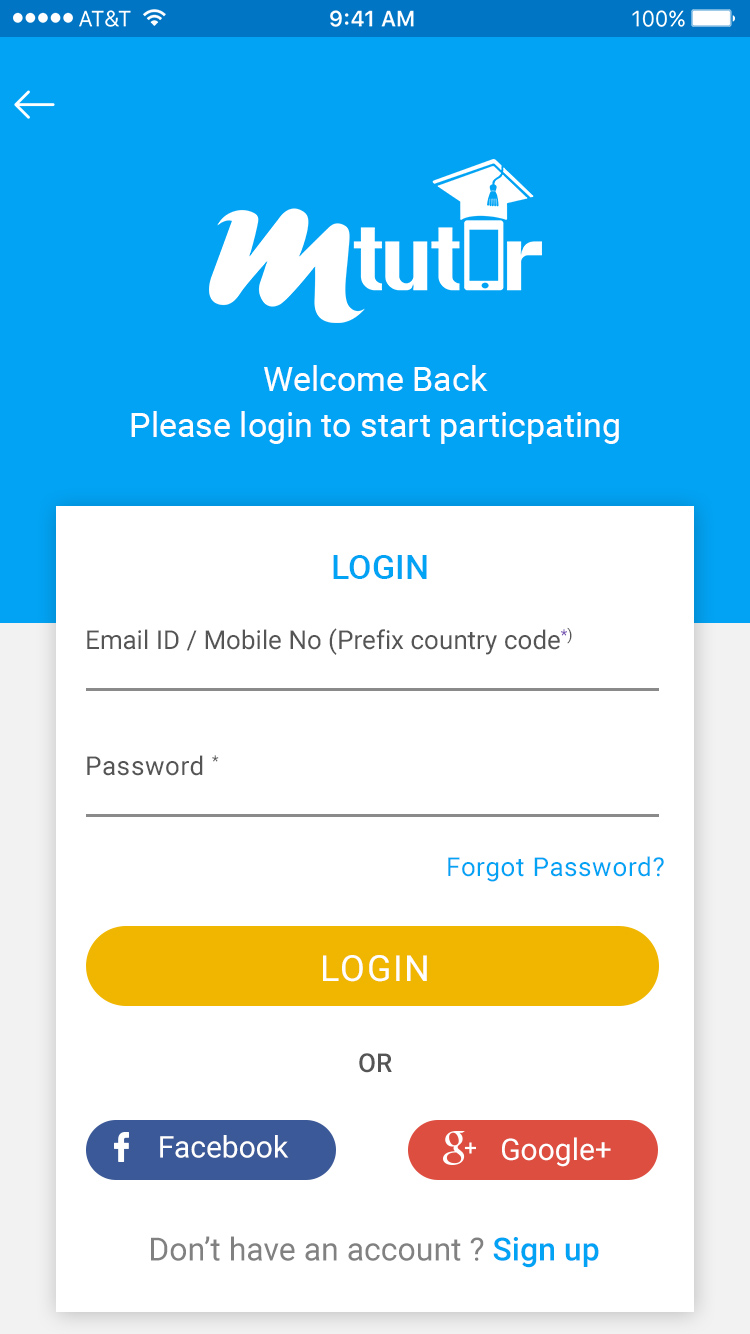 AT&T 9:41 AM 100%
Mtutor
Welcome Back
Please login to start particpating
LOGIN
Email ID / Mobile No (Prefix country code*)
Password *
Forgot Password?
LOGIN
OR
f Facebook g+ Google+
Don’t have an account ? Sign up